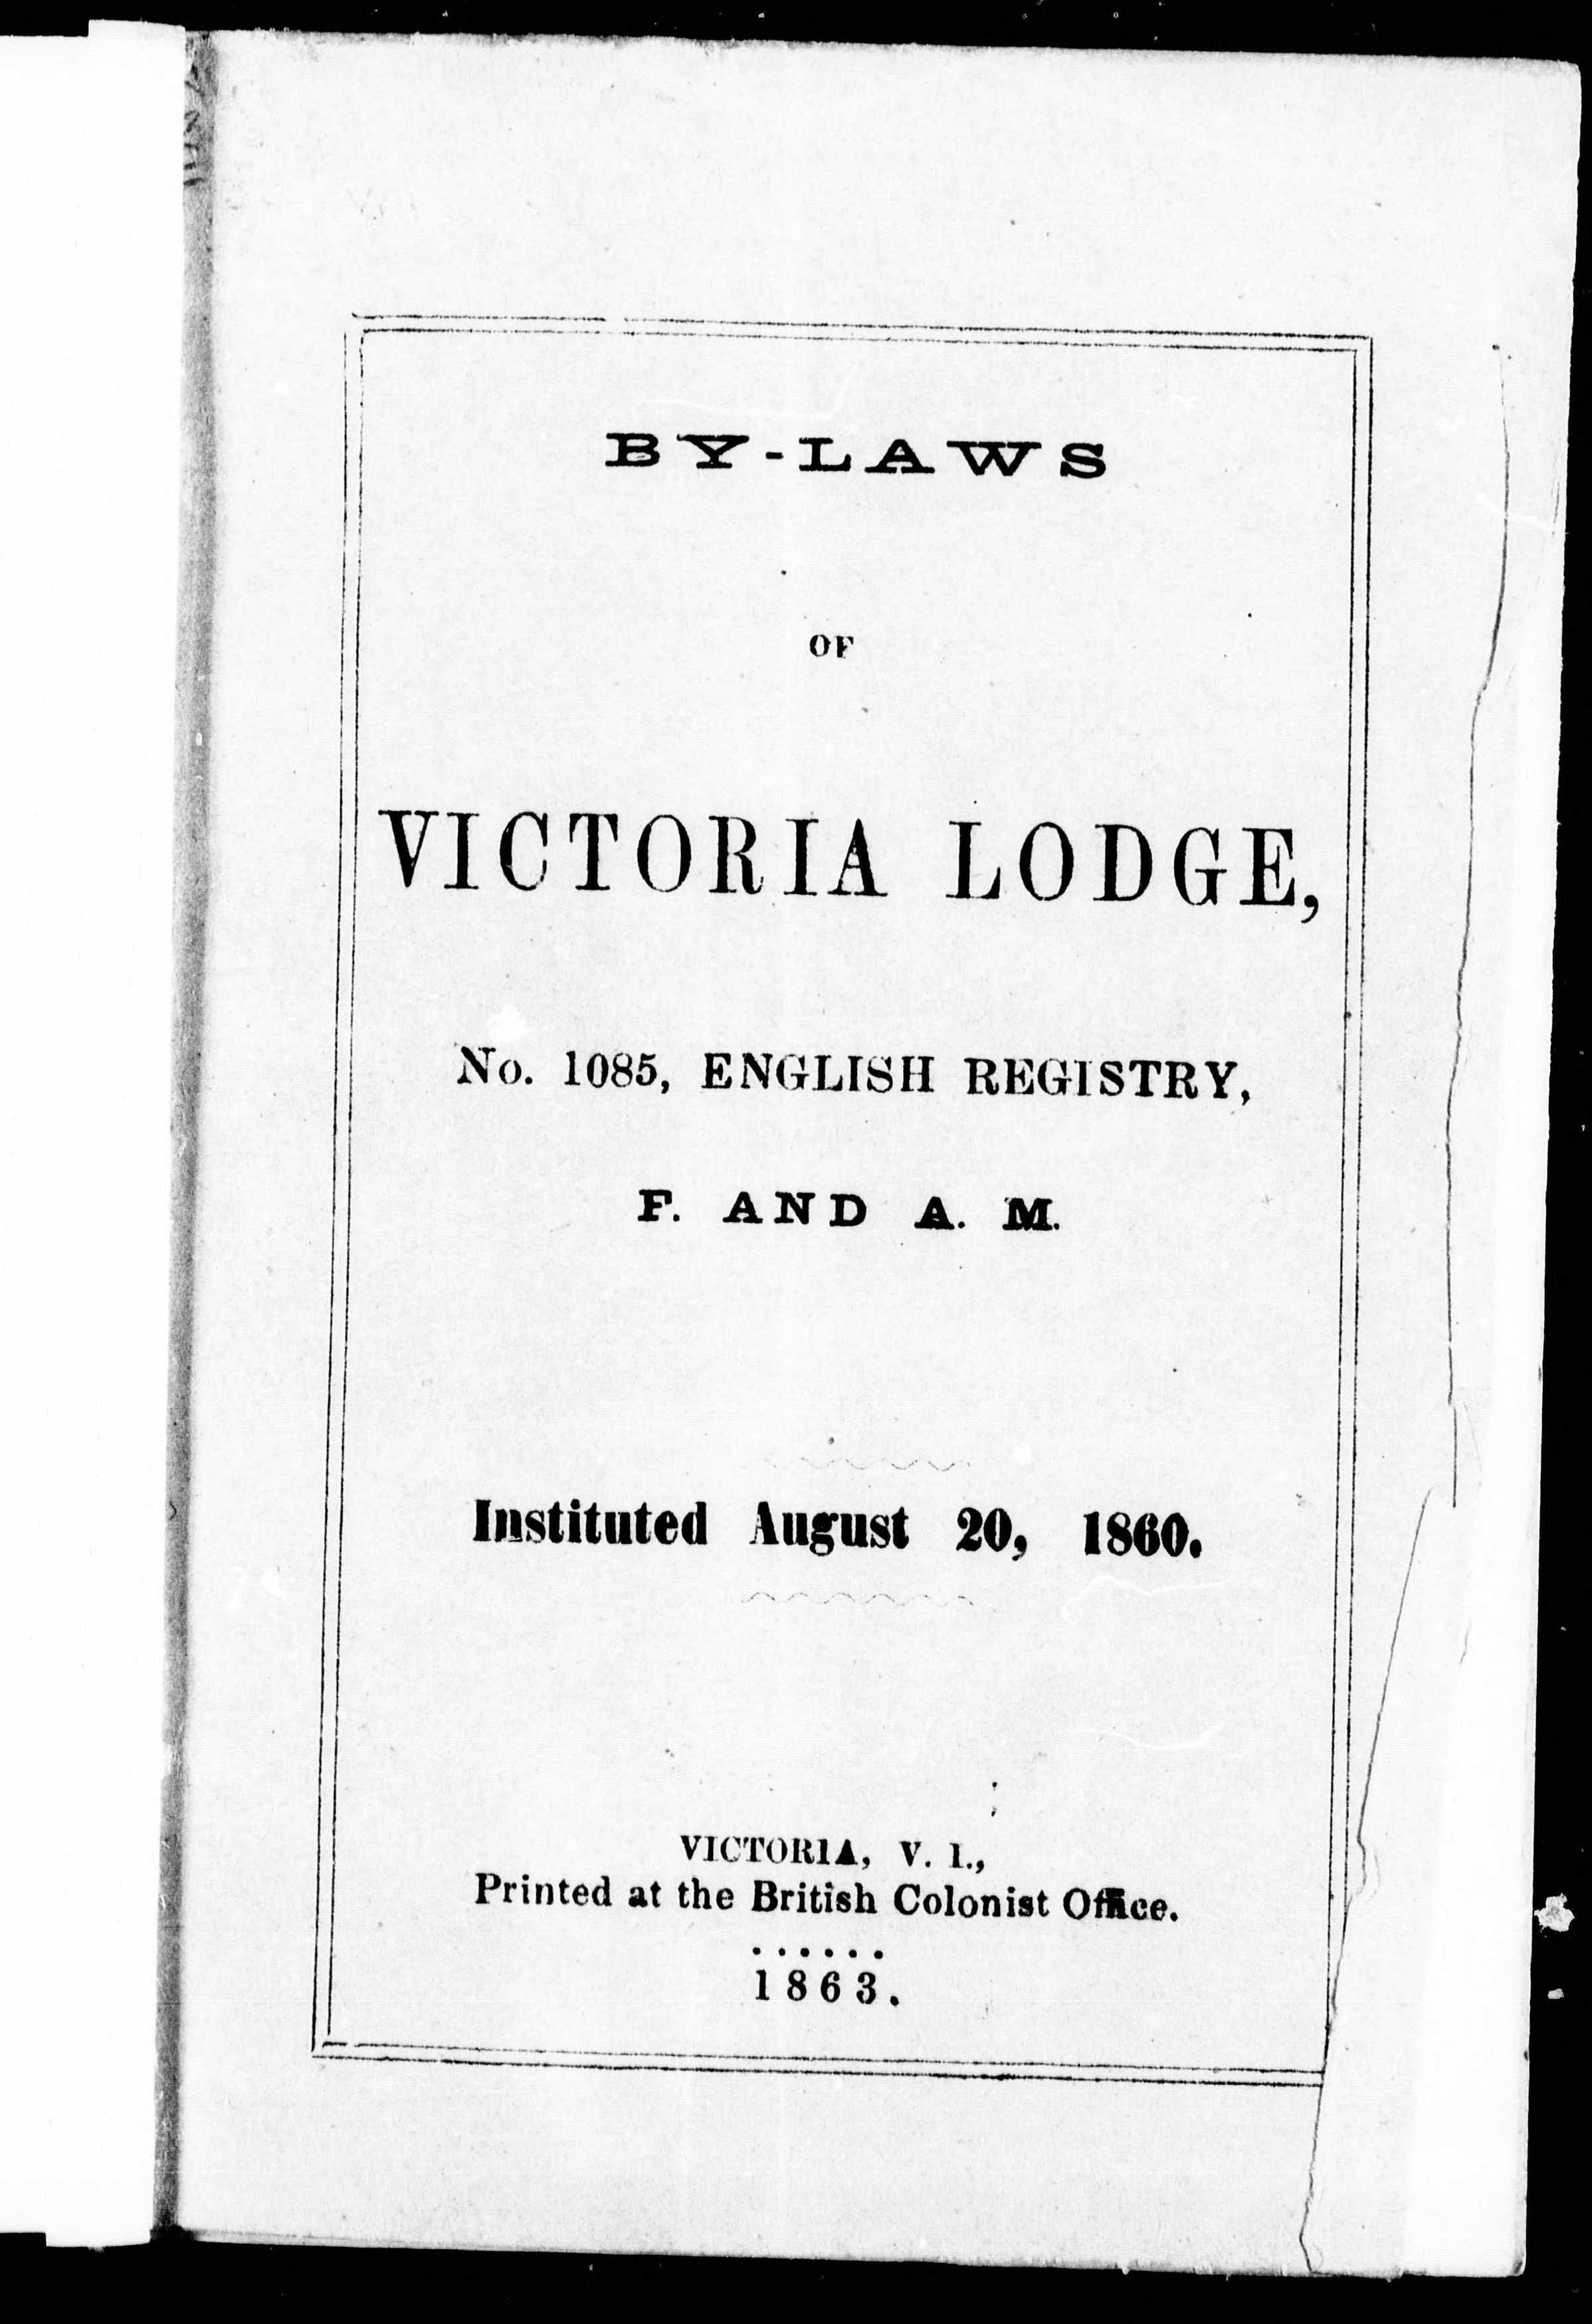 BY-LAWS
OF
VICTORIA LODGE,
No. 1085, ENGLISH REGISTRY,
F. AND A. M.
Instituted August 20, 1860.
VICTORIA, V. I.,
Printed at the British Colonist Office.
......
1863.